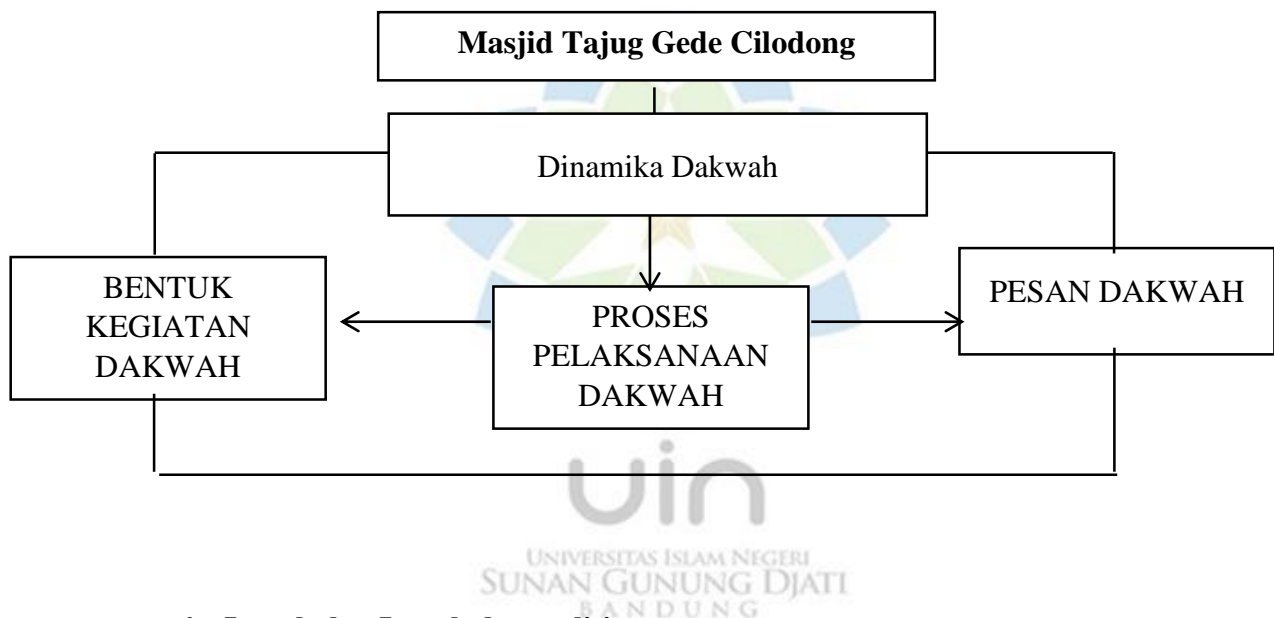 Masjid Tajug Gede Cilodong
Dinamika Dakwah
BENTUK
KEGIATAN
DAKWAH
PROSES
PELAKSANAAN
DAKWAH
PESAN DAKWAH
uin
UNIVERSITAS ISLAM NEGERI
SUNAN GUNUNG DJATI
BANDUNG